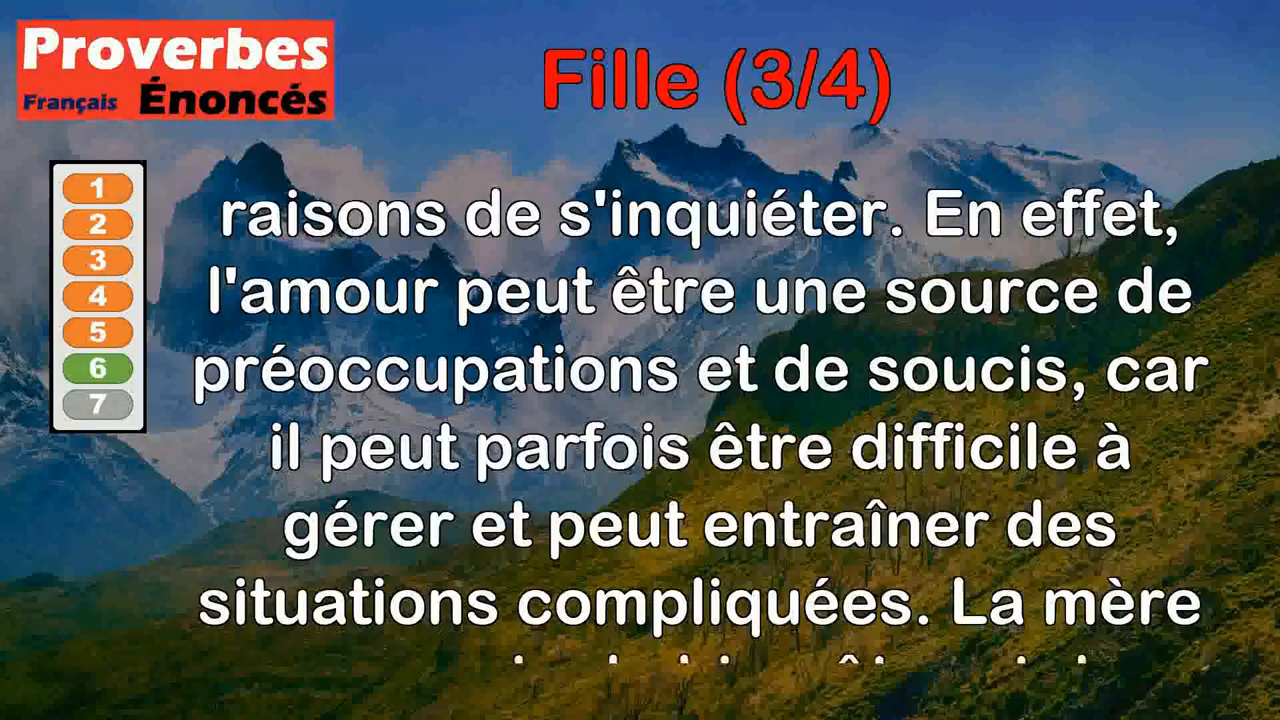 Proverbes
Français Énoncés
Fille (3/4)
1
2
3
4
5
6
7
raisons de s'inquiéter. En effet,
l'amour peut être une source de
préoccupations et de soucis, car
il peut parfois être difficile à
gérer et peut entraîner des
situations compliquées. La mère